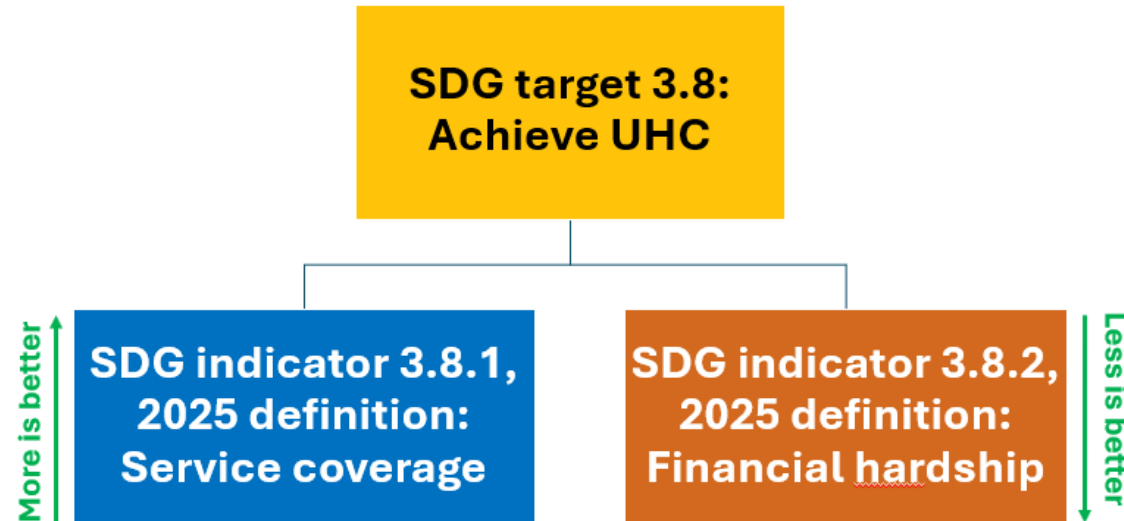 SDG target 3.8:
Achieve UHC
More is better
SDG indicator 3.8.1,
2025 definition:
Service coverage
SDG indicator 3.8.2,
2025 definition:
Financial hardship
Less is better